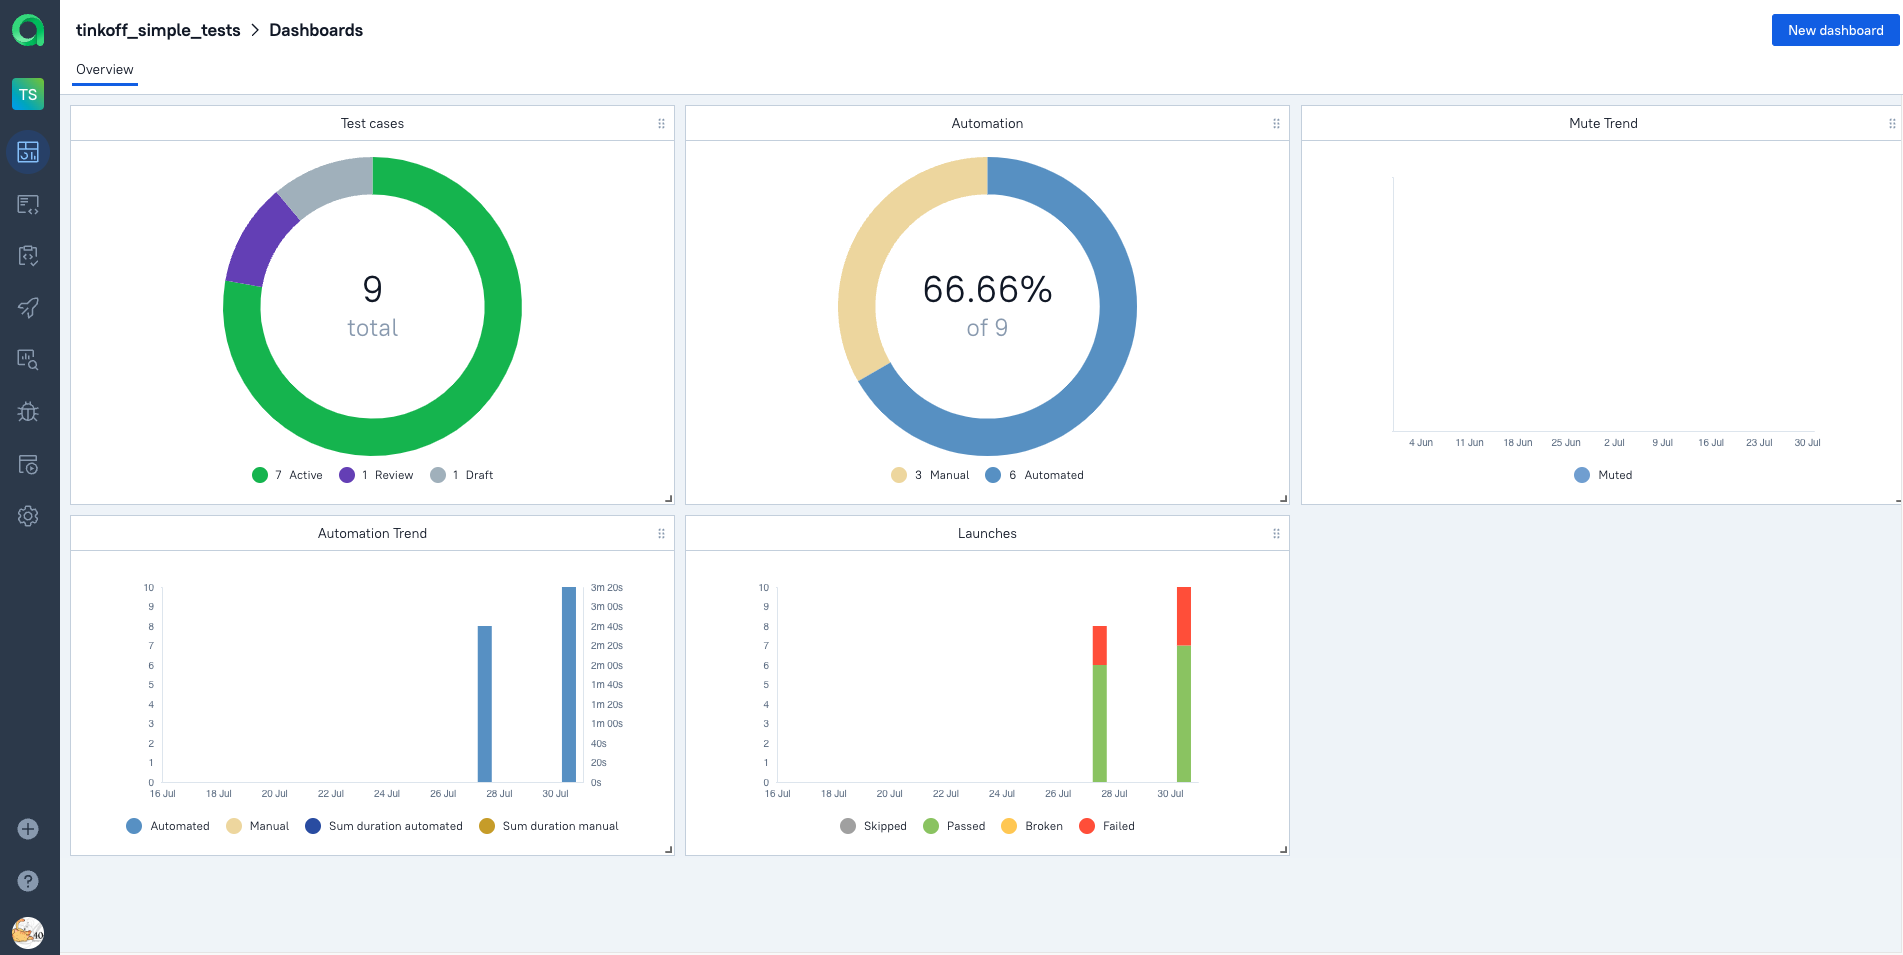 tinkoff_simple_tests > Dashboards
New dashboard
TS
Overview
Test cases
9
total
7 Active 1 Review 1 Draft
Automation
66.66%
of 9
3 Manual 6 Automated
Mute Trend
4 Jun 11 Jun 18 Jun 25 Jun 2 Jul 9 Jul 16 Jul 23 Jul 30 Jul
Muted
Automation Trend
10 3m 20s
9 3m 00s
8 2m 40s
7 2m 20s
6 2m 00s
5 1m 40s
4 1m 20s
3 1m 00s
2 40s
1 20s
0 0s
16 Jul 18 Jul 20 Jul 22 Jul 24 Jul 26 Jul 28 Jul 30 Jul
Automated Manual Sum duration automated Sum duration manual
Launches
10
9
8
7
6
5
4
3
2
1
0
16 Jul 18 Jul 20 Jul 22 Jul 24 Jul 26 Jul 28 Jul 30 Jul
Skipped Passed Broken Failed
?
40